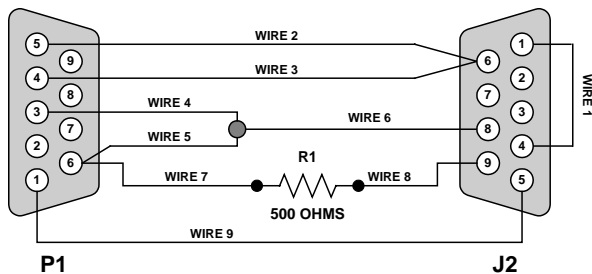 WIRE 2
5
1
9
6
WIRE 3
4
2
8
7
WIRE 4
3
3
WIRE 1
7
WIRE 6
8
2
WIRE 5
4
6
R1
9
1
WIRE 7
WIRE 8
5
500 OHMS
WIRE 9
P1
J2